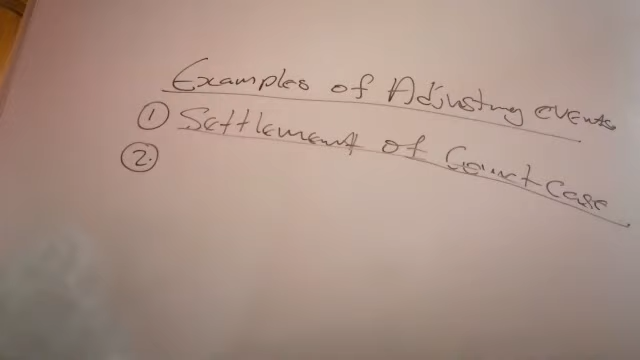 Examples of Adjusting events
① Settlement of Court Case
②.